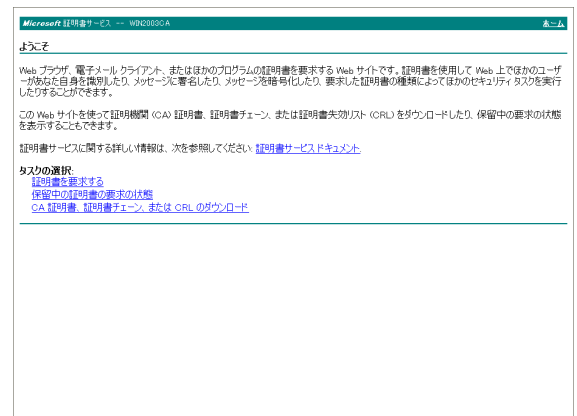 Microsoft 証明書サービス -- WIN2003CA ホーム
ようこそ
Web ブラウザ、電子メール クライアント、またはほかのプログラムの証明書を要求する Web サイトです。証明書を使用して Web 上でほかのユーザ
ーがあなた自身を識別したり、メッセージに署名したり、メッセージを暗号化したり、要求した証明書の種類によってほかのセキュリティ タスクを実行
したりすることができます。
この Web サイトを使って証明機関 (CA) 証明書、証明書チェーン、または証明書失効リスト (CRL) をダウンロードしたり、保留中の要求の状態
を表示することもできます。
証明書サービスに関する詳しい情報は、次を参照してください: 証明書サービス ドキュメント.
タスクの選択:
証明書を要求する
保留中の証明書の要求の状態
CA 証明書、証明書チェーン、または CRL のダウンロード